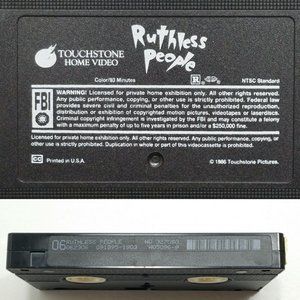 Ruthless
People
TOUCHSTONE
HOME VIDEO
Color/93 Minutes
R
NTSC Standard
FBI
WARNING: Licensed for private home exhibition only. All other rights reserved.
Any public performance, copying, or other use is strictly prohibited. Federal law
provides severe civil and criminal penalties for the unauthorized reproduction,
distribution or exhibition of copyrighted motion pictures, videotapes or laserdiscs.
Criminal copyright infringement is investigated by the FBI and may constitute a felony
with a maximum penalty of up to five years in prison and/or a $250,000 fine.
Licensed for private home exhibition only. All other rights reserved.
Any public performance, copying, or other use is strictly prohibited. Duplication in whole or part of this videocassette is prohibited.
CC Printed in U.S.A.
© 1986 Touchstone Pictures.
06 RUTHLESS PEOPLE